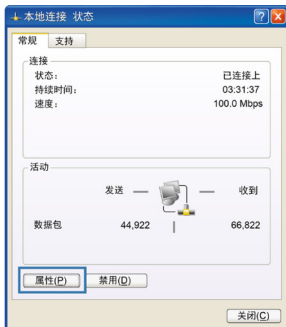 本地连接 状态
常规 支持
连接
状态： 已连接上
持续时间： 03:31:37
速度： 100.0 Mbps
活动
发送 — — 收到
数据包 44,922 66,822
属性(P) 禁用(D)
关闭(C)